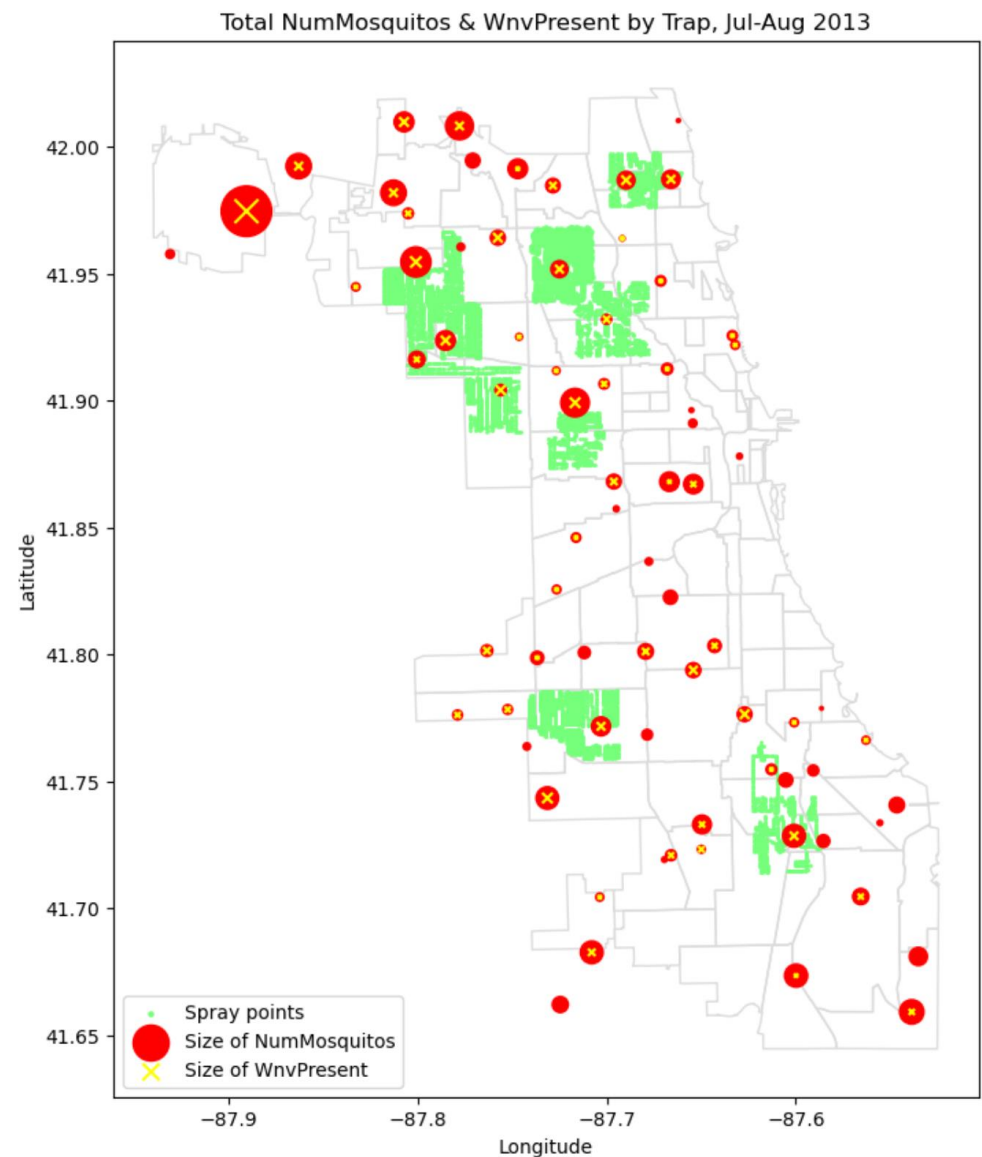 Total NumMosquitos & WnvPresent by Trap, Jul-Aug 2013
Latitude
42.00
41.95
41.90
41.85
41.80
41.75
41.70
41.65
Spray points
Size of NumMosquitos
Size of WnvPresent
−87.9 −87.8 −87.7 −87.6
Longitude